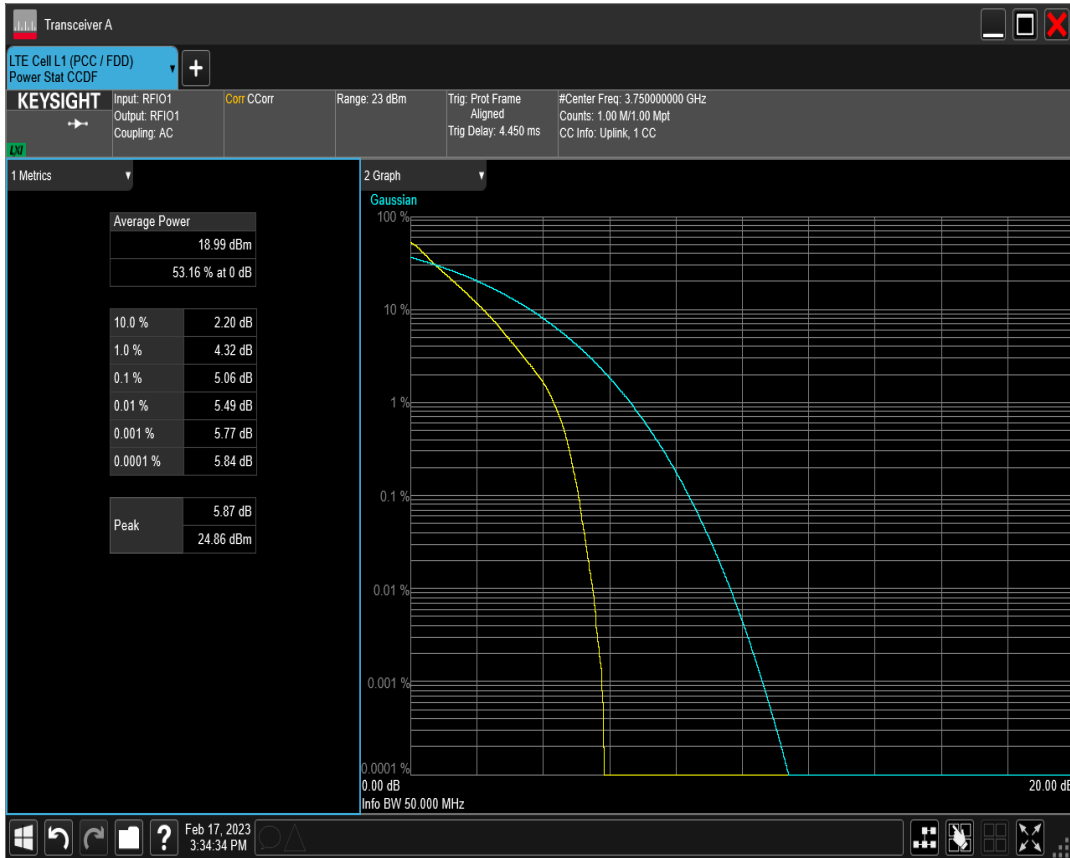 Transceiver A
LTE Cell L1 (PCC / FDD)
Power Stat CCDF
+
KEYSIGHT
LXI
Input: RFIO1
Output: RFIO1
Coupling: AC
Corr CCorr
Range: 23 dBm
Trig: Prot Frame
Aligned
Trig Delay: 4.450 ms
#Center Freq: 3.750000000 GHz
Counts: 1.00 M/1.00 Mpt
CC Info: Uplink, 1 CC
1 Metrics
Average Power
18.99 dBm
53.16 % at 0 dB
10.0 % 2.20 dB
1.0 % 4.32 dB
0.1 % 5.06 dB
0.01 % 5.49 dB
0.001 % 5.77 dB
0.0001 % 5.84 dB
Peak 5.87 dB
24.86 dBm
2 Graph
Gaussian
100 %
10 %
1 %
0.1 %
0.01 %
0.001 %
0.0001 %
0.00 dB 20.00 dB
Info BW 50.000 MHz
? Feb 17, 2023
3:34:34 PM